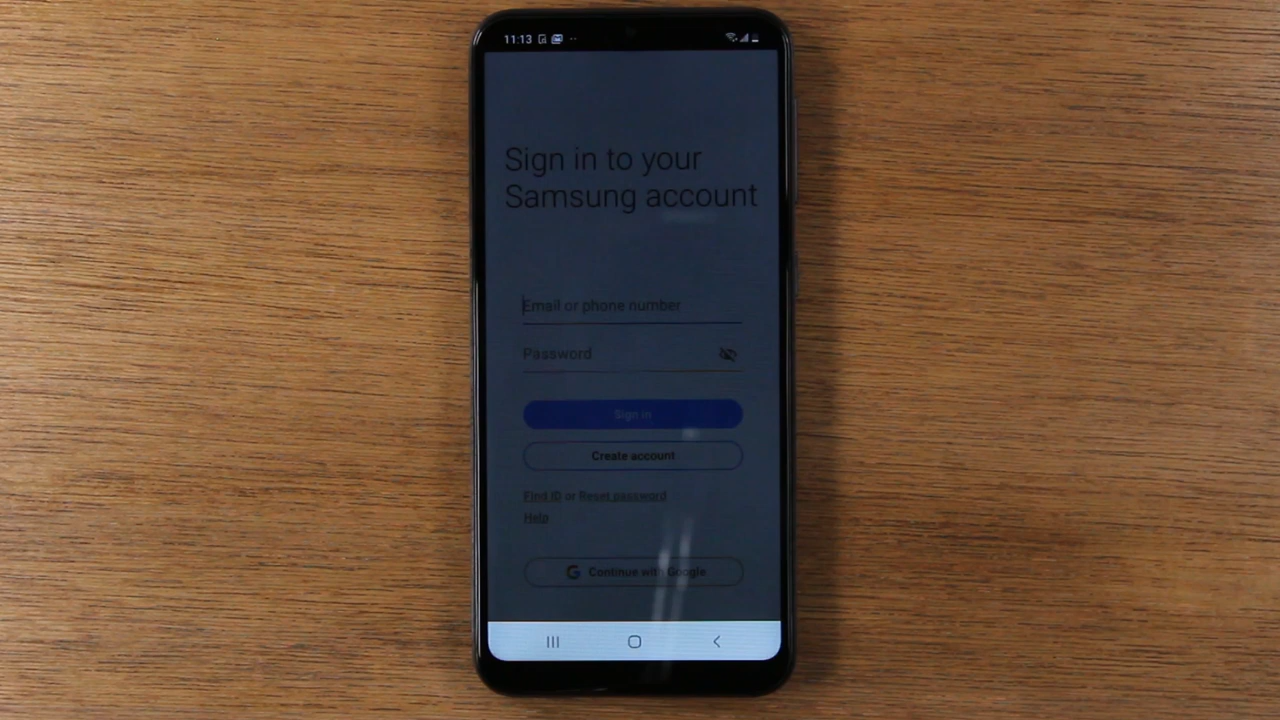 11:13
Sign in to your
Samsung account
Email or phone number
Password
Sign in
Create account
Find ID or Reset password
Help
Continue with Google